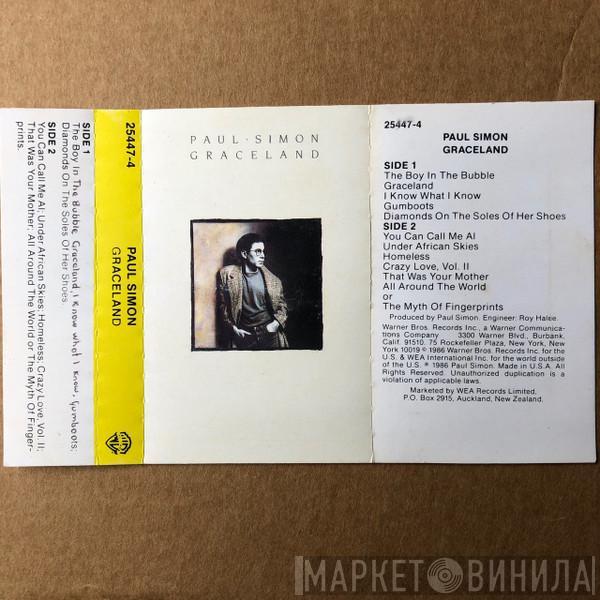 SIDE 1
The Boy In The Bubble, Graceland, I know what I know, Gumboots;
Diamonds On The Soles Of Her Shoes.
SIDE 2
You Can Call Me Al; Under African Skies; Homeless; Crazy Love, Vol. II;
That Was Your Mother; All Around The World or The Myth Of Finger-
prints.
25447-4
PAUL SIMON
GRACELAND
PAUL · SIMON
GRACELAND
25447-4
PAUL SIMON
GRACELAND
SIDE 1
The Boy In The Bubble
Graceland
I Know What I Know
Gumboots
Diamonds On The Soles Of Her Shoes
SIDE 2
You Can Call Me Al
Under African Skies
Homeless
Crazy Love, Vol. II
That Was Your Mother
All Around The World
or
The Myth Of Fingerprints
Produced by Paul Simon. Engineer: Roy Halee.
Warner Bros. Records Inc., a Warner Communica-
tions Company 3300 Warner Blvd., Burbank,
Calif. 91510. 75 Rockefeller Plaza, New York, New
York 10019 © 1986 Warner Bros. Records Inc. for the
U.S. & WEA International Inc. for the world outside
of the U.S. ℗ 1986 Paul Simon. Made in U.S.A. All
Rights Reserved. Unauthorized duplication is a
violation of applicable laws.
Marketed by WEA Records Limited,
P.O. Box 2915, Auckland, New Zealand.
МАРКЕТ ВИНИЛА